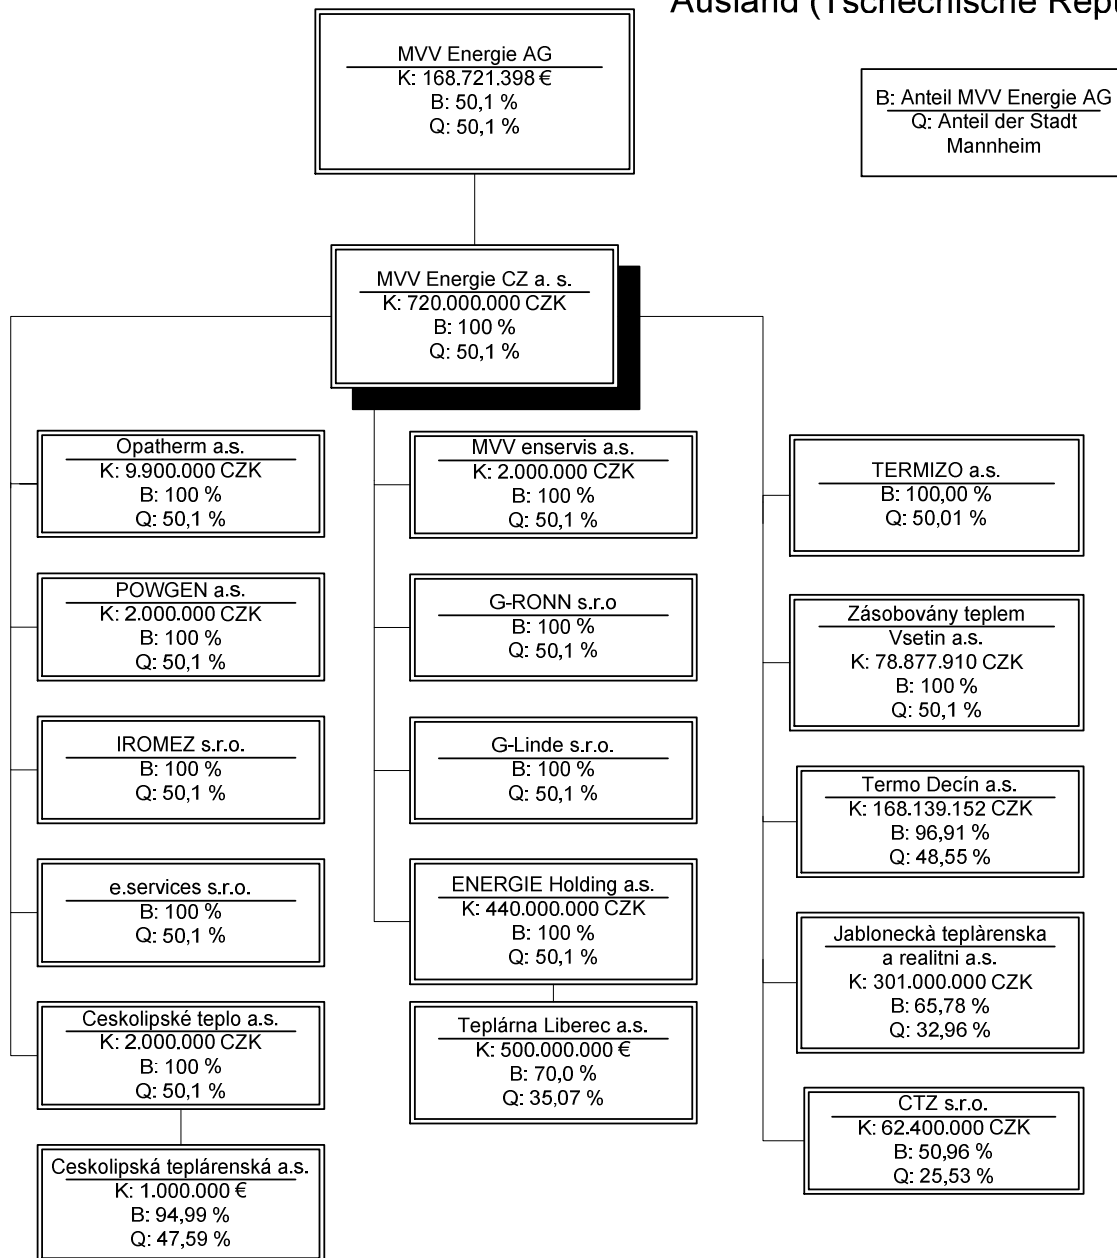 Ausland (Tschechische Repu
MVV Energie AG
K: 168.721.398 €
B: 50,1 %
Q: 50,1 %
B: Anteil MVV Energie AG
Q: Anteil der Stadt
Mannheim
MVV Energie CZ a. s.
K: 720.000.000 CZK
B: 100 %
Q: 50,1 %
Opatherm a.s.
K: 9.900.000 CZK
B: 100 %
Q: 50,1 %
POWGEN a.s.
K: 2.000.000 CZK
B: 100 %
Q: 50,1 %
IROMEZ s.r.o.
B: 100 %
Q: 50,1 %
e.services s.r.o.
B: 100 %
Q: 50,1 %
Ceskolipské teplo a.s.
K: 2.000.000 CZK
B: 100 %
Q: 50,1 %
Ceskolipská teplárenská a.s.
K: 1.000.000 €
B: 94,99 %
Q: 47,59 %
MVV enservis a.s.
K: 2.000.000 CZK
B: 100 %
Q: 50,1 %
G-RONN s.r.o
B: 100 %
Q: 50,1 %
G-Linde s.r.o.
B: 100 %
Q: 50,1 %
ENERGIE Holding a.s.
K: 440.000.000 CZK
B: 100 %
Q: 50,1 %
Teplárna Liberec a.s.
K: 500.000.000 €
B: 70,0 %
Q: 35,07 %
TERMIZO a.s.
B: 100,00 %
Q: 50,01 %
Zásobovány teplem
Vsetin a.s.
K: 78.877.910 CZK
B: 100 %
Q: 50,1 %
Termo Decín a.s.
K: 168.139.152 CZK
B: 96,91 %
Q: 48,55 %
Jabloneckà teplàrenska
a realitni a.s.
K: 301.000.000 CZK
B: 65,78 %
Q: 32,96 %
CTZ s.r.o.
K: 62.400.000 CZK
B: 50,96 %
Q: 25,53 %